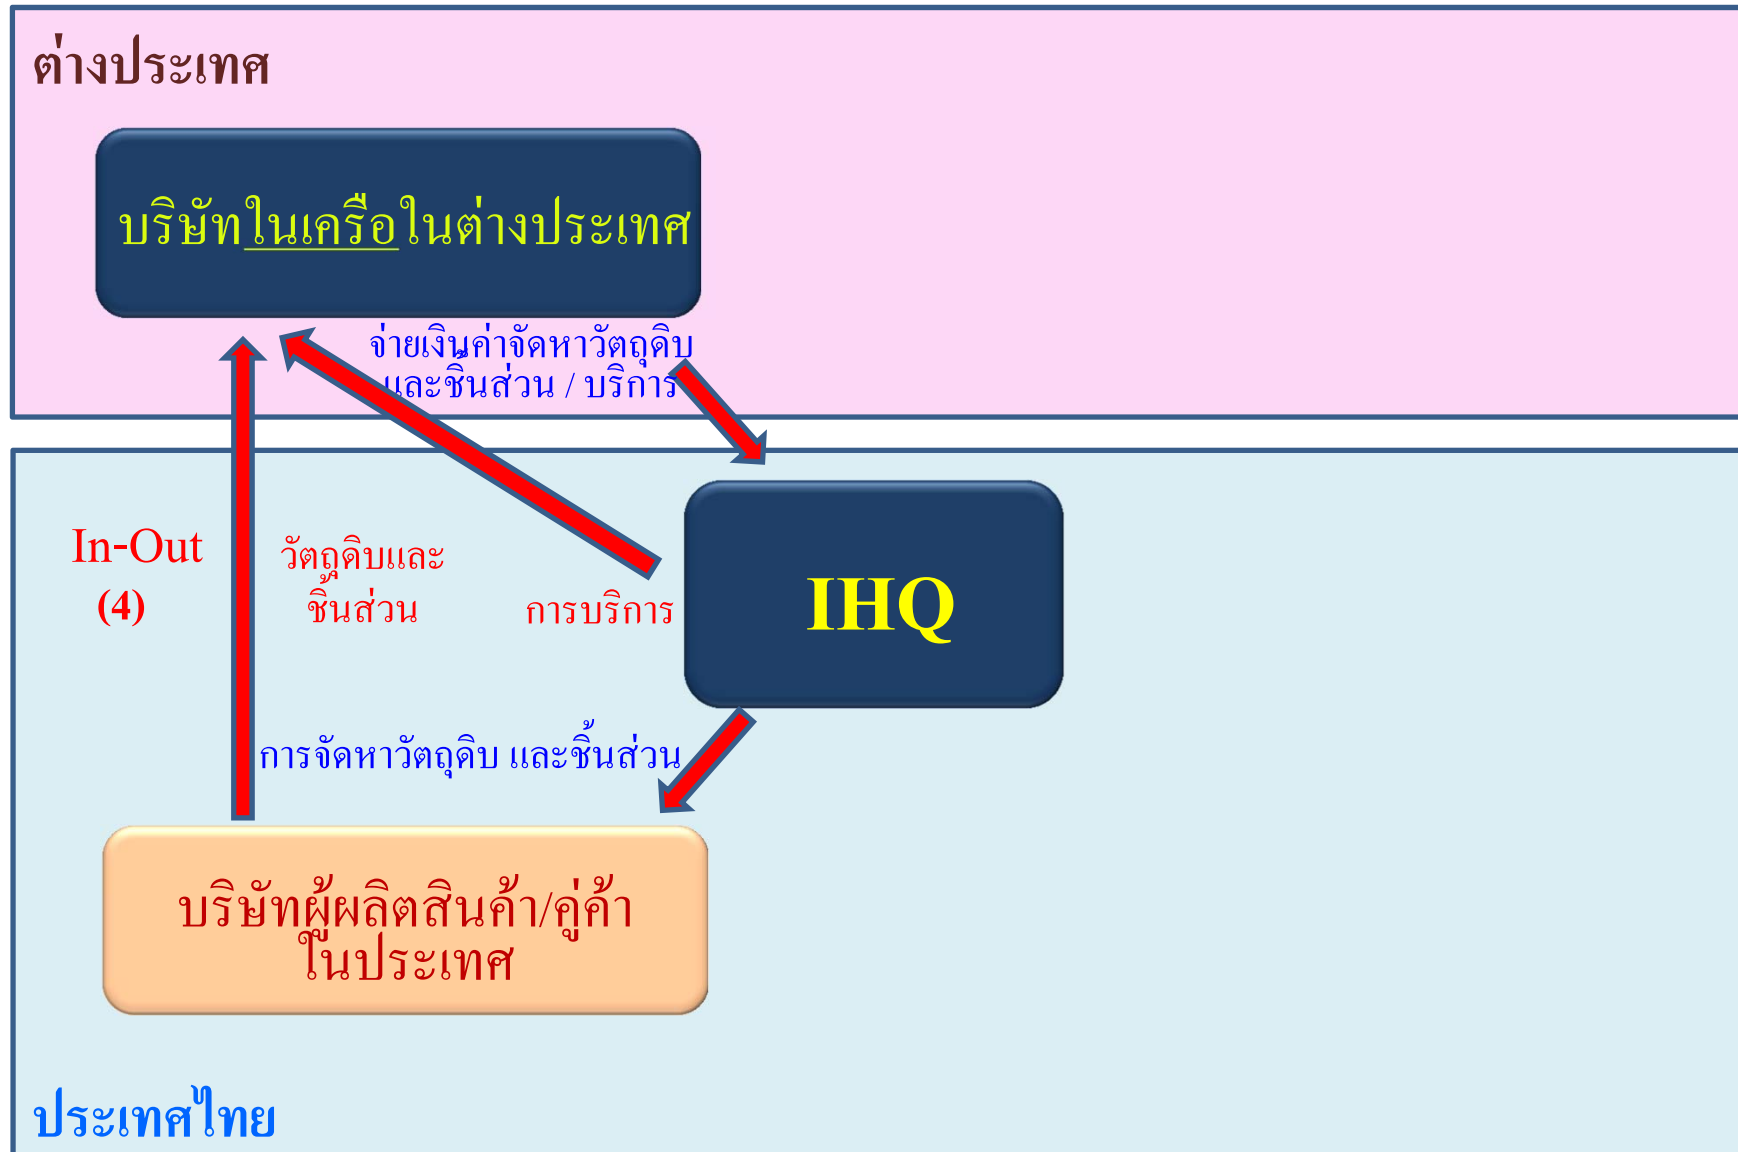 ต่างประเทศ
บริษัทในเครือในต่างประเทศ
จ่ายเงินค่าจัดหาวัตถุดิบ
และชิ้นส่วน / บริการ
In-Out
(4)
วัตถุดิบและ
ชิ้นส่วน
การบริการ
IHQ
การจัดหาวัตถุดิบ และชิ้นส่วน
บริษัทผู้ผลิตสินค้า/คู่ค้า
ในประเทศ
ประเทศไทย